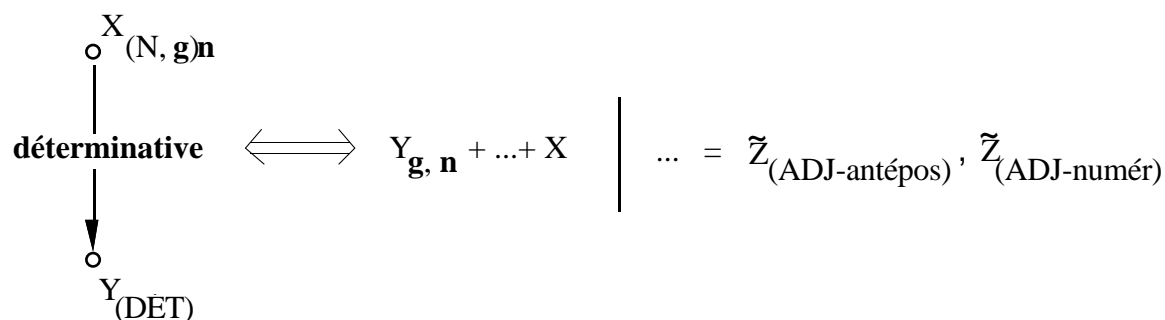 X(N, g)n
déterminative ⟺ Yg, n + ...+ X | ... = Z̃(ADJ-antépos) , Z̃(ADJ-numér)
Y(DÉT)